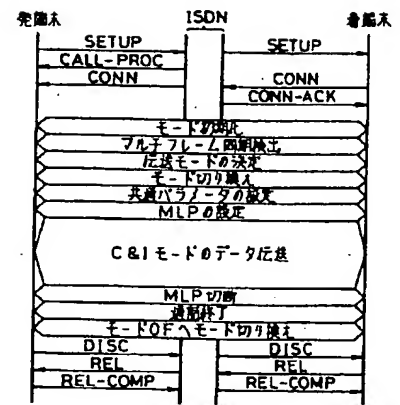 発端末 ISDN 着端末
SETUP
SETUP
CALL-PROC
CONN
CONN
CONN-ACK
モード初期化
マルチフレーム同期検出
伝送モードの決定
モード切り換え
共通パラメータの設定
MLPの設定
C&Iモードのデータ伝送
MLP切断
通信終了
モードOFへモード切り換え
DISC
DISC
REL
REL
REL-COMP
REL-COMP